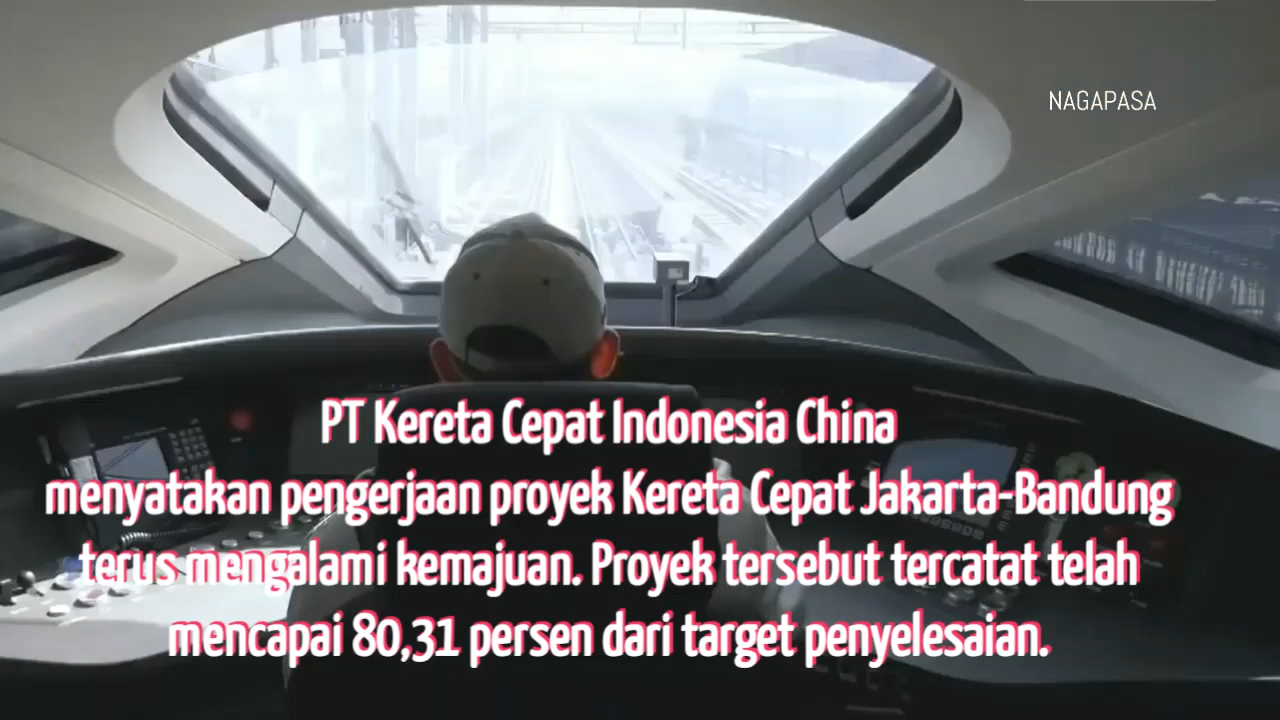 NAGAPASA
PT Kereta Cepat Indonesia China
menyatakan pengerjaan proyek Kereta Cepat Jakarta-Bandung
terus mengalami kemajuan. Proyek tersebut tercatat telah
mencapai 80,31 persen dari target penyelesaian.